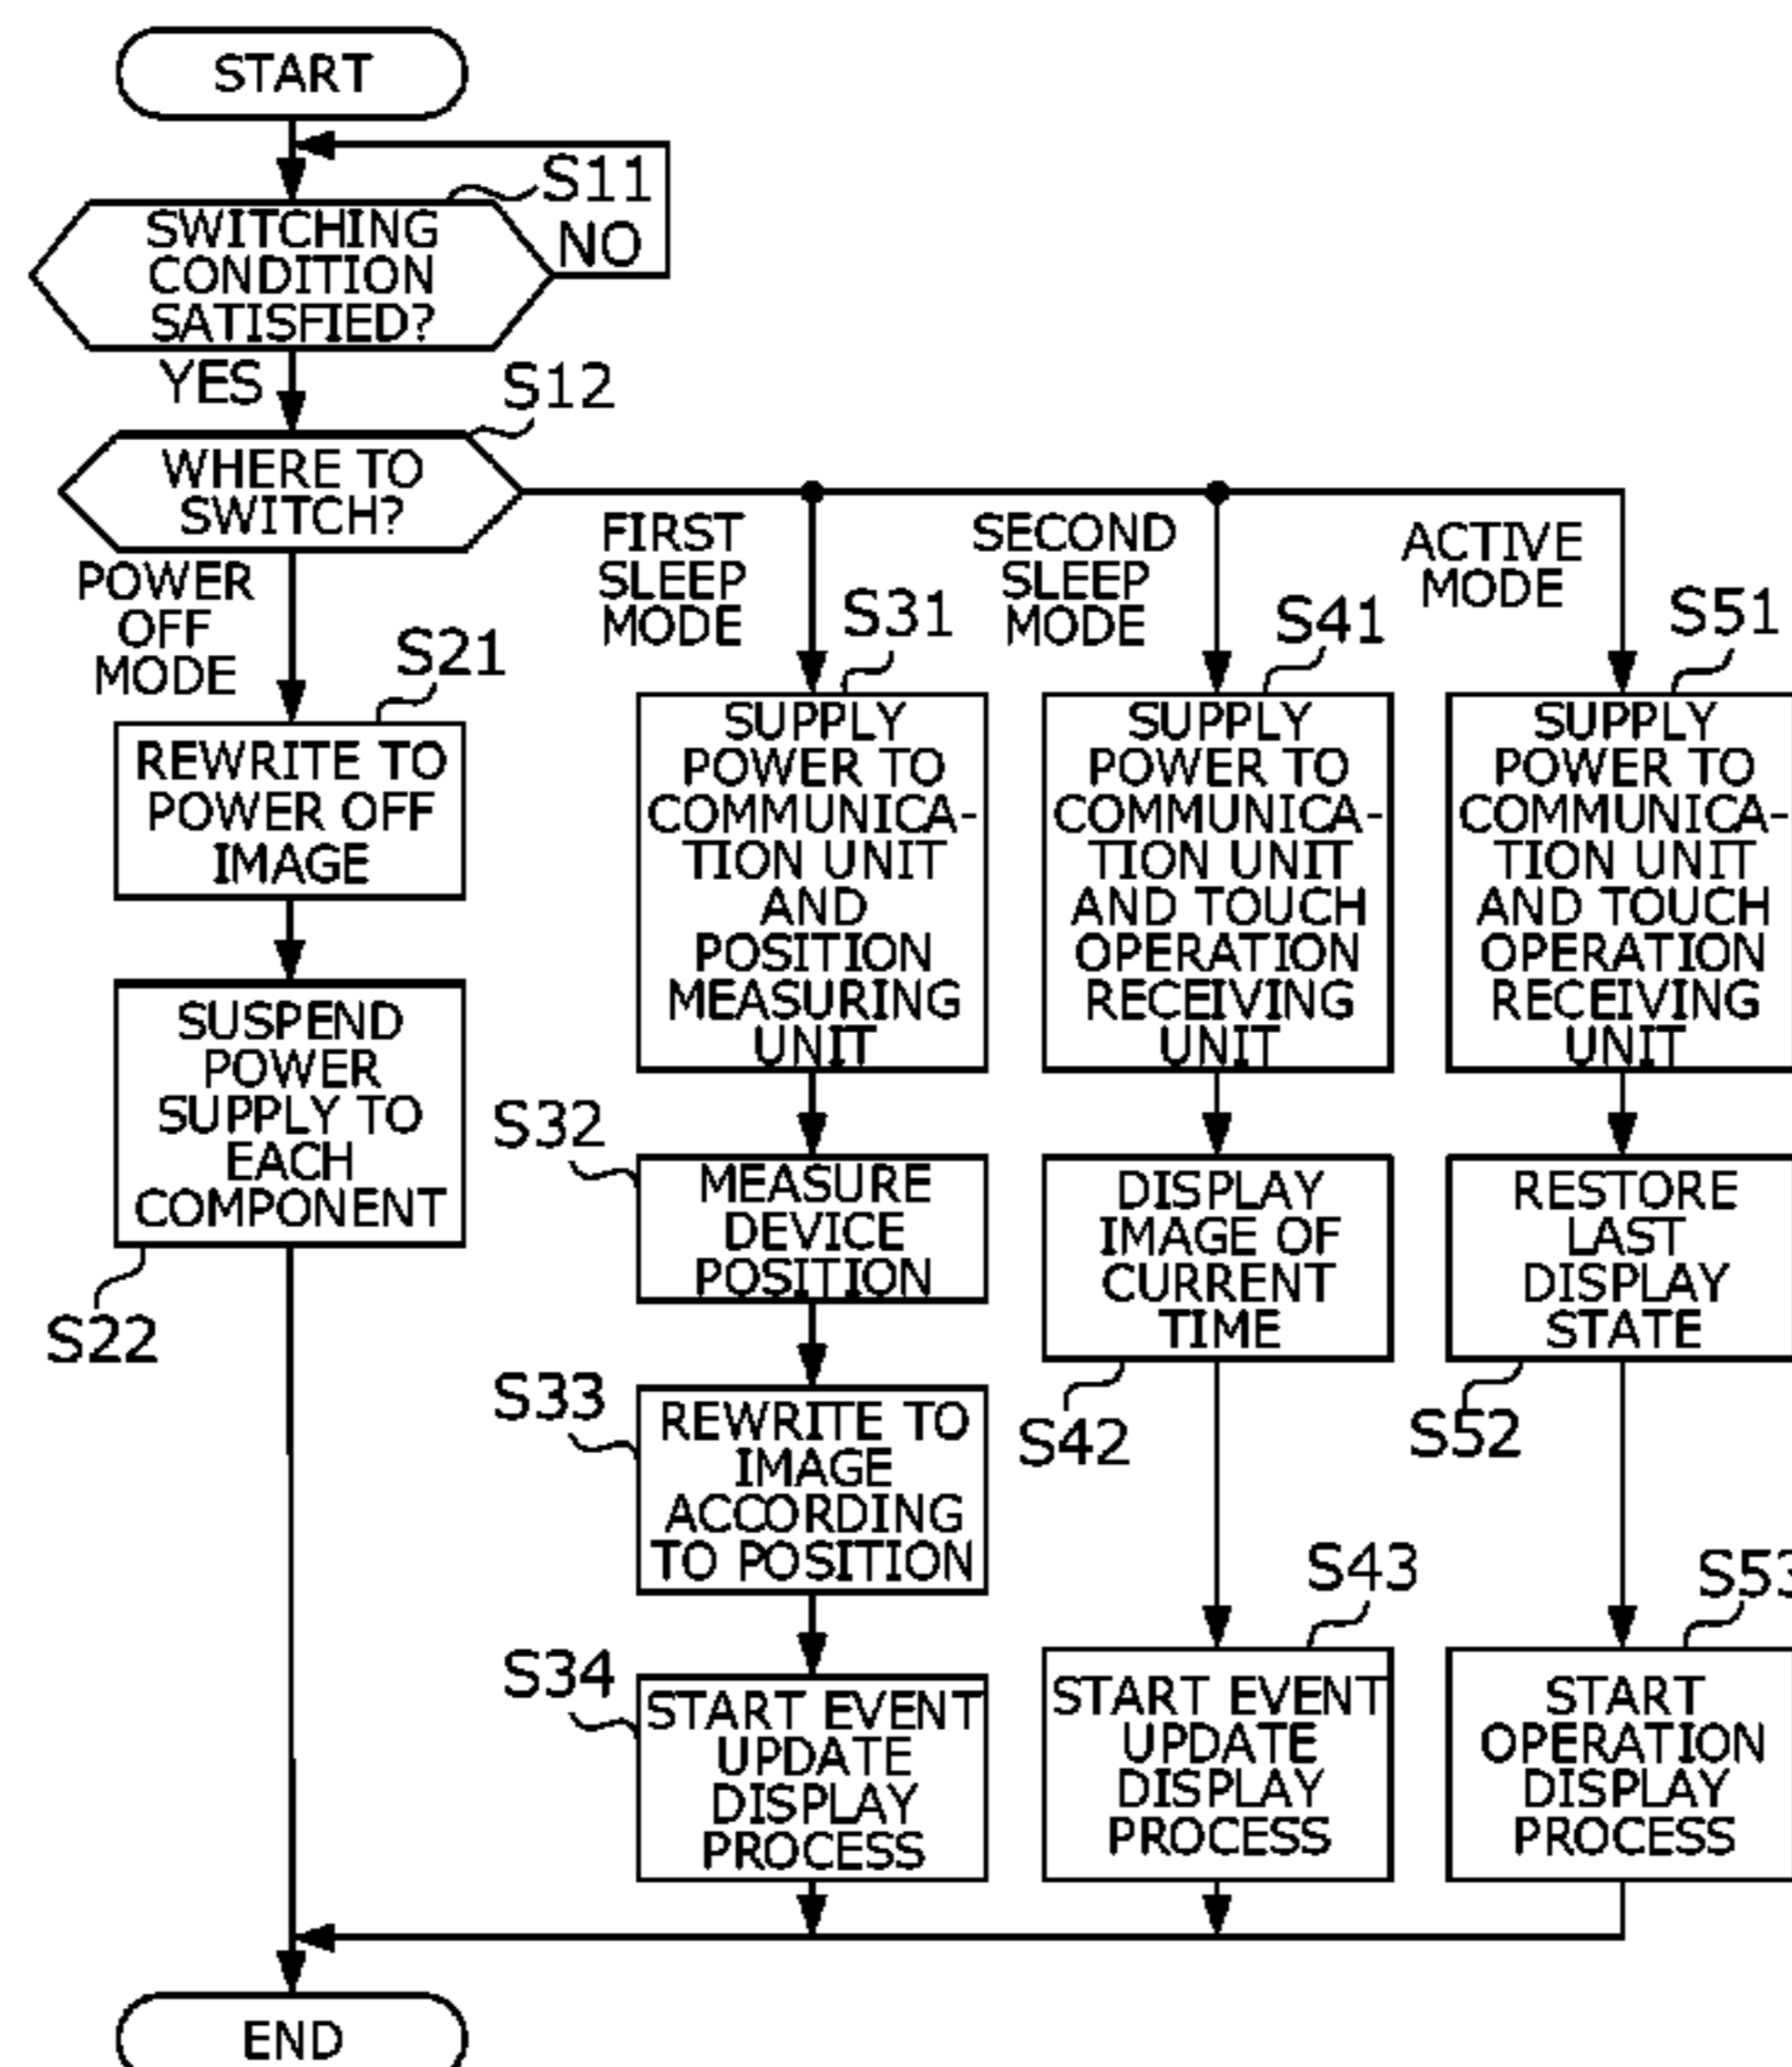 START
S11
SWITCHING
CONDITION
SATISFIED?
NO
YES
S12
WHERE TO
SWITCH?
POWER
OFF
MODE
S21
REWRITE TO
POWER OFF
IMAGE
SUSPEND
POWER
SUPPLY TO
EACH
COMPONENT
S22
FIRST
SLEEP
MODE
S31
SUPPLY
POWER TO
COMMUNICA-
TION UNIT
AND
POSITION
MEASURING
UNIT
S32
MEASURE
DEVICE
POSITION
S33
REWRITE TO
IMAGE
ACCORDING
TO POSITION
S34
START EVENT
UPDATE
DISPLAY
PROCESS
SECOND
SLEEP
MODE
S41
SUPPLY
POWER TO
COMMUNICA-
TION UNIT
AND TOUCH
OPERATION
RECEIVING
UNIT
DISPLAY
IMAGE OF
CURRENT
TIME
S42
S43
START EVENT
UPDATE
DISPLAY
PROCESS
ACTIVE
MODE
S51
SUPPLY
POWER TO
COMMUNICA-
TION UNIT
AND TOUCH
OPERATION
RECEIVING
UNIT
RESTORE
LAST
DISPLAY
STATE
S52
S53
START
OPERATION
DISPLAY
PROCESS
END